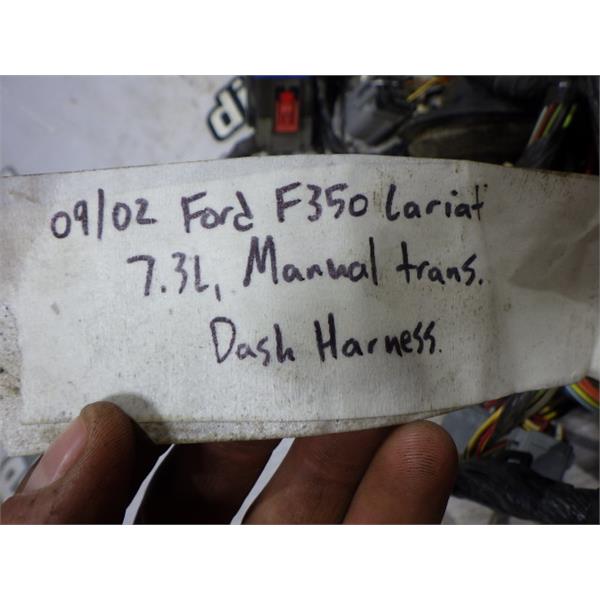 09/02 Ford F350 Lariat
7.3L, Manual trans.
Dash Harness.